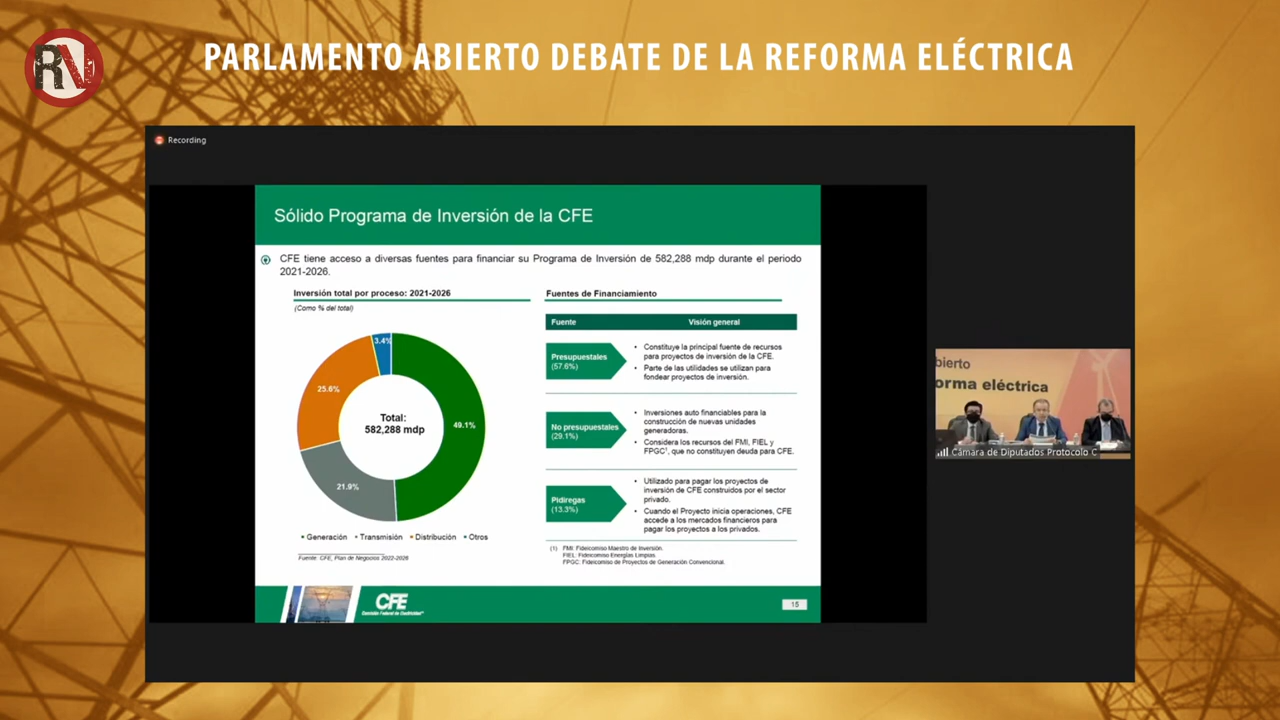 RN
PARLAMENTO ABIERTO DEBATE DE LA REFORMA ELÉCTRICA
Recording
Sólido Programa de Inversión de la CFE
CFE tiene acceso a diversas fuentes para financiar su Programa de Inversión de 582,288 mdp durante el periodo
2021-2026.
Inversión total por proceso: 2021-2026
(Como % del total)
3.4%
25.6%
49.1%
21.9%
Total:
582,288 mdp
Generación Transmisión Distribución Otros
Fuente: CFE, Plan de Negocios 2022-2026
Fuentes de Financiamiento
Fuente Visión general
Presupuestales
(57.6%)
• Constituye la principal fuente de recursos
para proyectos de inversión de la CFE.
• Parte de las utilidades se utilizan para
fondear proyectos de inversión.
No presupuestales
(29.1%)
• Inversiones auto financiables para la
construcción de nuevas unidades
generadoras.
• Considera los recursos del FMI, FIEL y
FPGC¹, que no constituyen deuda para CFE.
Pidiregas
(13.3%)
• Utilizado para pagar los proyectos de
inversión de CFE construidos por el sector
privado.
• Cuando el Proyecto inicia operaciones, CFE
accede a los mercados financieros para
pagar los proyectos a los privados.
(1) FMI: Fideicomiso Maestro de Inversión.
FIEL: Fideicomiso Energías Limpias
FPGC: Fideicomiso de Proyectos de Generación Convencional.
CFE
Comisión Federal de Electricidad
15
bierto
orma eléctrica
Cámara de Diputados Protocolo C